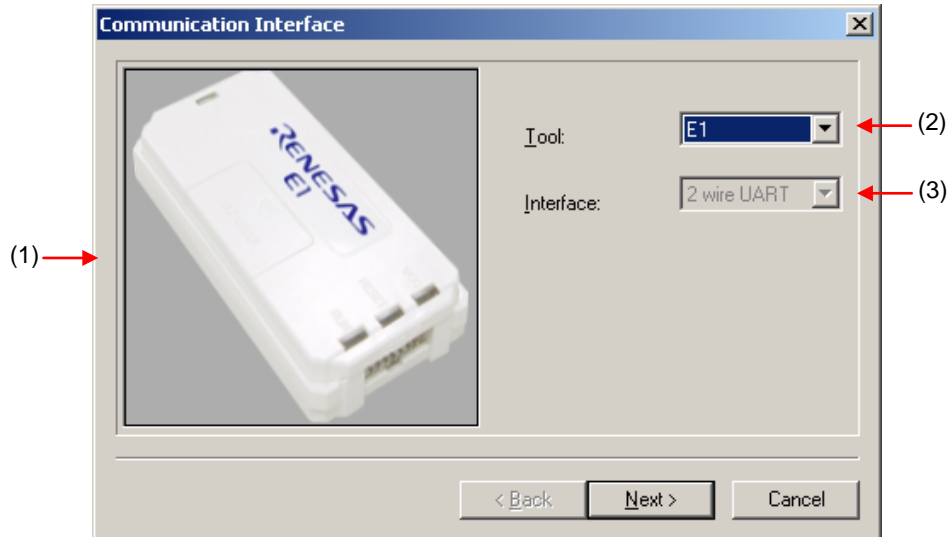 Communication Interface
(1)
RENESAS
E1
Tool:
E1
(2)
Interface:
2 wire UART
(3)
< Back
Next >
Cancel